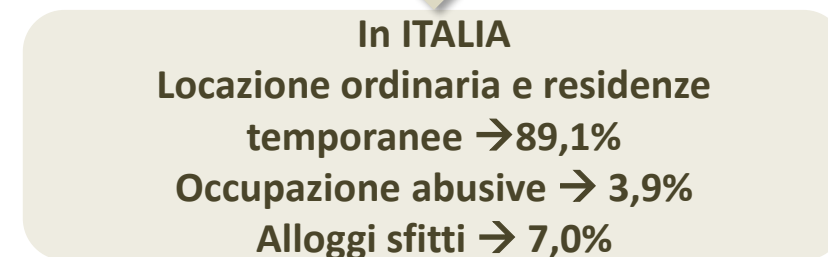 In ITALIA
Locazione ordinaria e residenze
temporanee →89,1%
Occupazione abusive → 3,9%
Alloggi sfitti → 7,0%